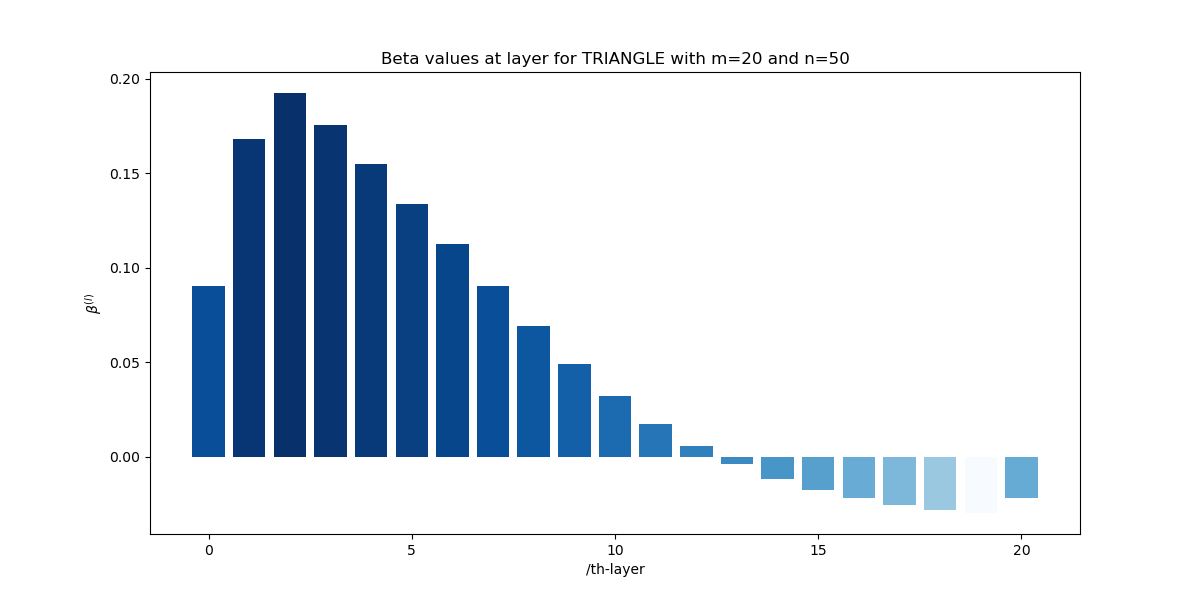 Beta values at layer for TRIANGLE with m=20 and n=50
0.20
0.15
0.10
0.05
0.00
β^(l)
0 5 10 15 20
/th-layer